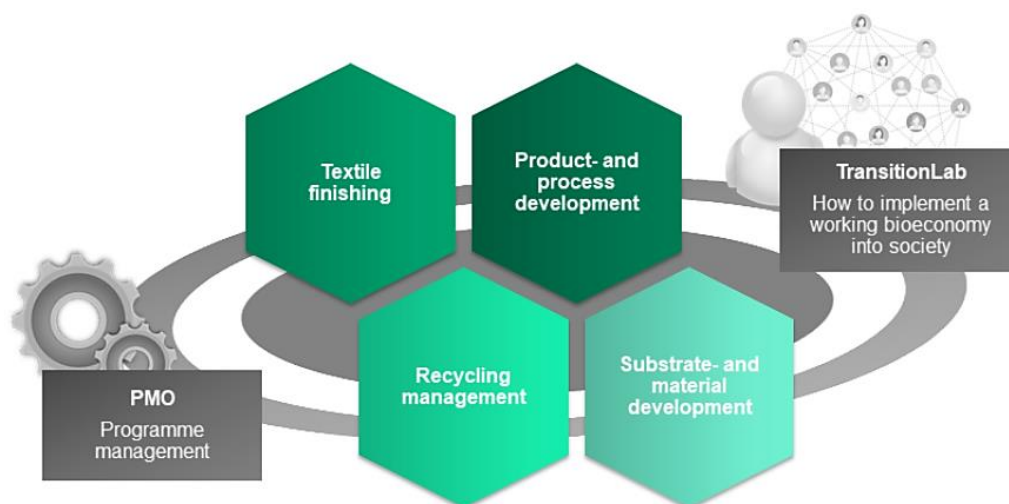 Textile
finishing
Product- and
process
development
TransitionLab
How to implement a
working bioeconomy
into society
Recycling
management
Substrate- and
material
development
PMO
Programme
management